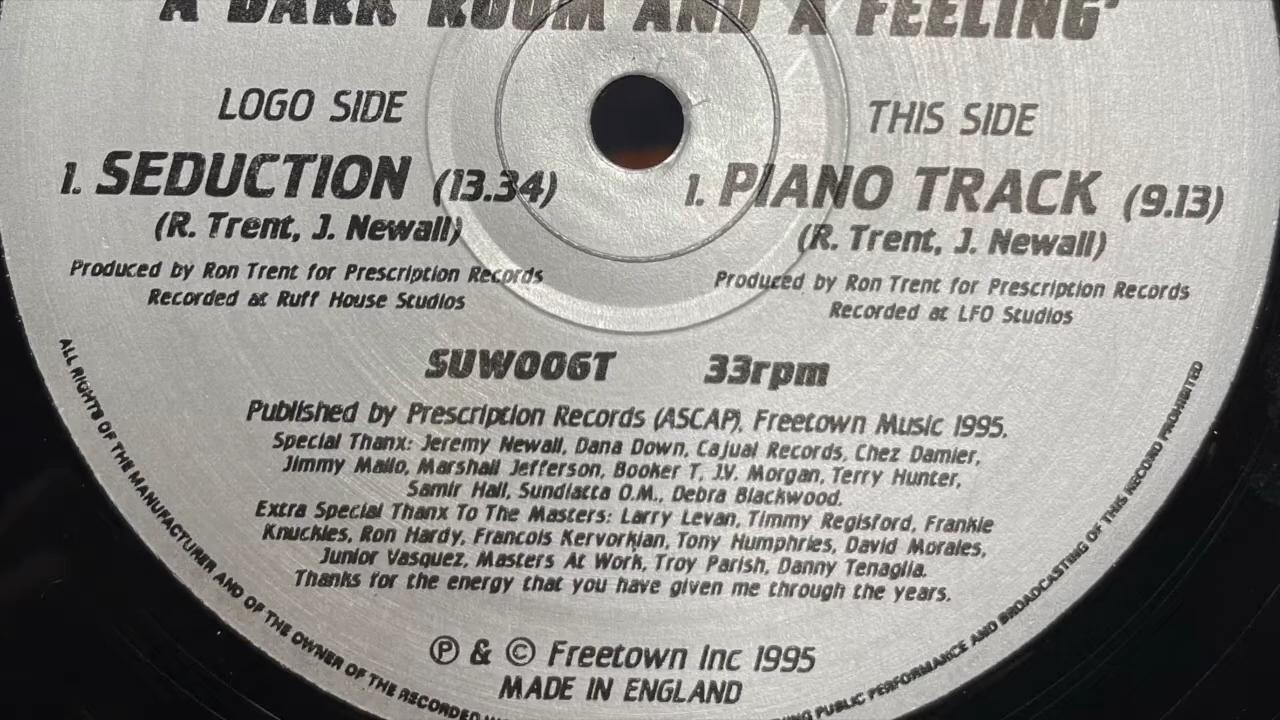 'A DARK ROOM AND A FEELING'
LOGO SIDE
1. SEDUCTION (13.34)
(R. Trent, J. Newall)
Produced by Ron Trent for Prescription Records
Recorded at Ruff House Studios
THIS SIDE
1. PIANO TRACK (9.13)
(R. Trent, J. Newall)
Produced by Ron Trent for Prescription Records
Recorded at LFO Studios
SUW006T 33rpm
Published by Prescription Records (ASCAP), Freetown Music 1995.
Special Thanx: Jeremy Newall, Dana Down, Cajual Records, Chez Damier,
Jimmy Mallo, Marshall Jefferson, Booker T, J.V. Morgan, Terry Hunter,
Samir Hall, Sundiatta O.M., Debra Blackwood.
Extra Special Thanx To The Masters: Larry Levan, Timmy Regisford, Frankie
Knuckles, Ron Hardy, Francois Kervorkian, Tony Humphries, David Morales,
Junior Vasquez, Masters At Work, Troy Parish, Danny Tenaglia.
Thanks for the energy that you have given me through the years.
Ⓟ & © Freetown Inc 1995
MADE IN ENGLAND
ALL RIGHTS OF THE MANUFACTURER AND OF THE OWNER OF THE RECORDED
PUBLIC PERFORMANCE AND BROADCASTING OF THIS RECORD PROHIBITED